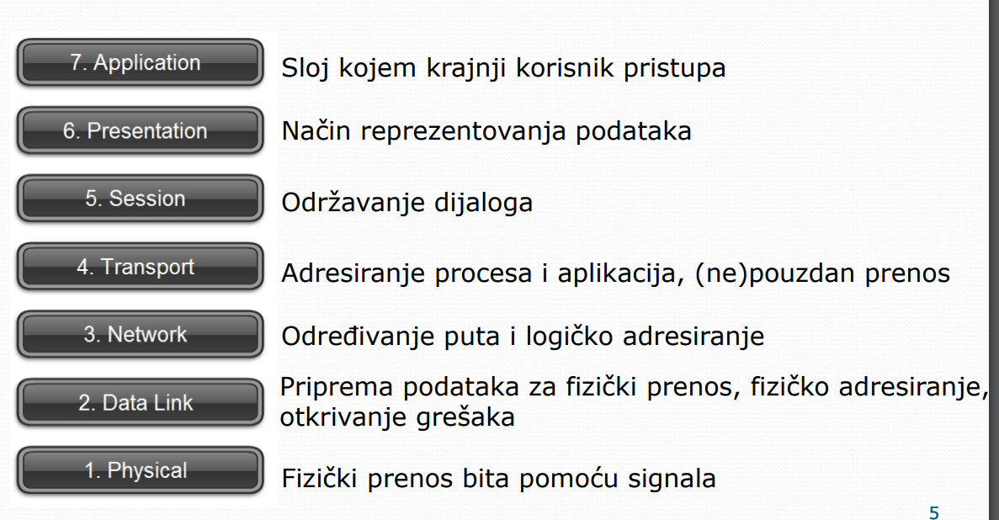 7. Application
Sloj kojem krajnji korisnik pristupa
6. Presentation
Način reprezentovanja podataka
5. Session
Održavanje dijaloga
4. Transport
Adresiranje procesa i aplikacija, (ne)pouzdan prenos
3. Network
Određivanje puta i logičko adresiranje
2. Data Link
Priprema podataka za fizički prenos, fizičko adresiranje,
otkrivanje grešaka
1. Physical
Fizički prenos bita pomoću signala
5